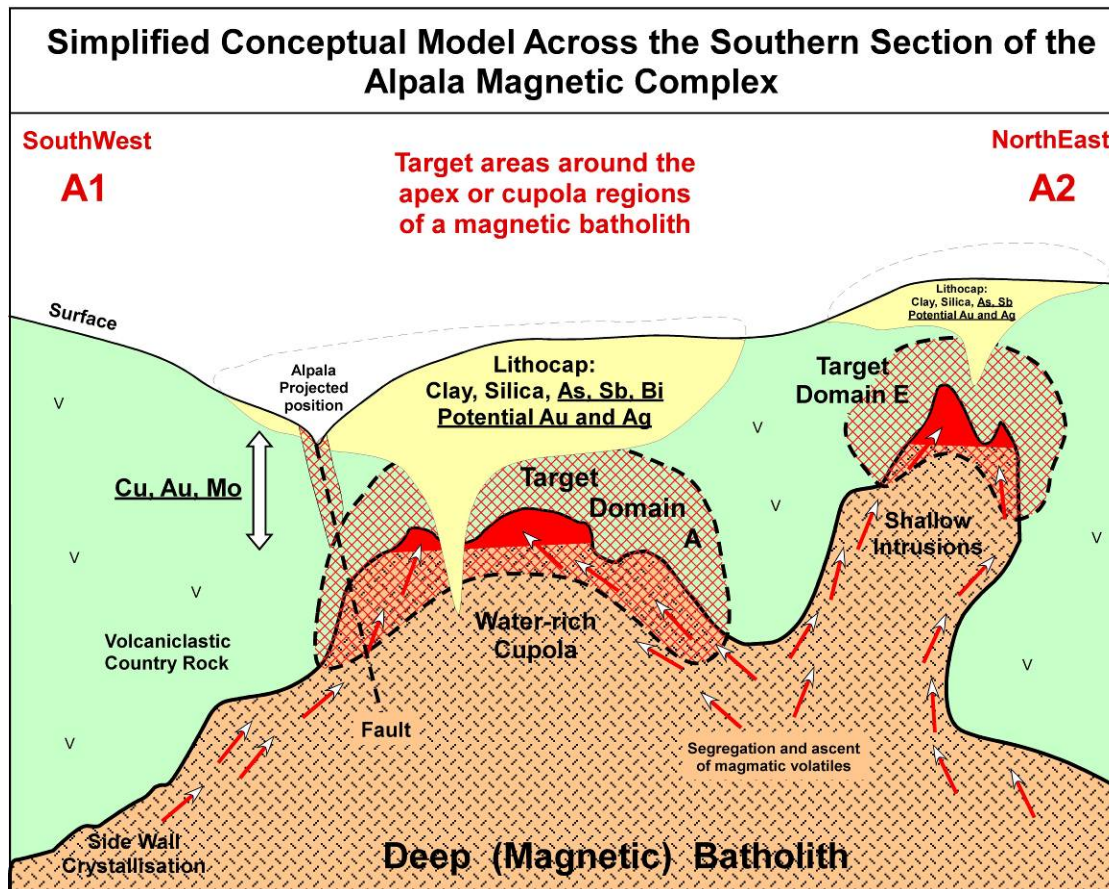 Simplified Conceptual Model Across the Southern Section of the
Alpala Magnetic Complex
SouthWest
A1
Target areas around the
apex or cupola regions
of a magnetic batholith
NorthEast
A2
Surface
Lithocap:
Clay, Silica, As, Sb
Potential Au and Ag
Alpala
Projected
position
Lithocap:
Clay, Silica, As, Sb, Bi
Potential Au and Ag
Target
Domain E
V
V
V
V
Cu, Au, Mo
Target
Domain
A
Shallow
Intrusions
V
V
V
Volcaniclastic
Country Rock
Water-rich
Cupola
V
V
Fault
Segregation and ascent
of magmatic volatiles
Side Wall
Crystallisation
Deep (Magnetic) Batholith